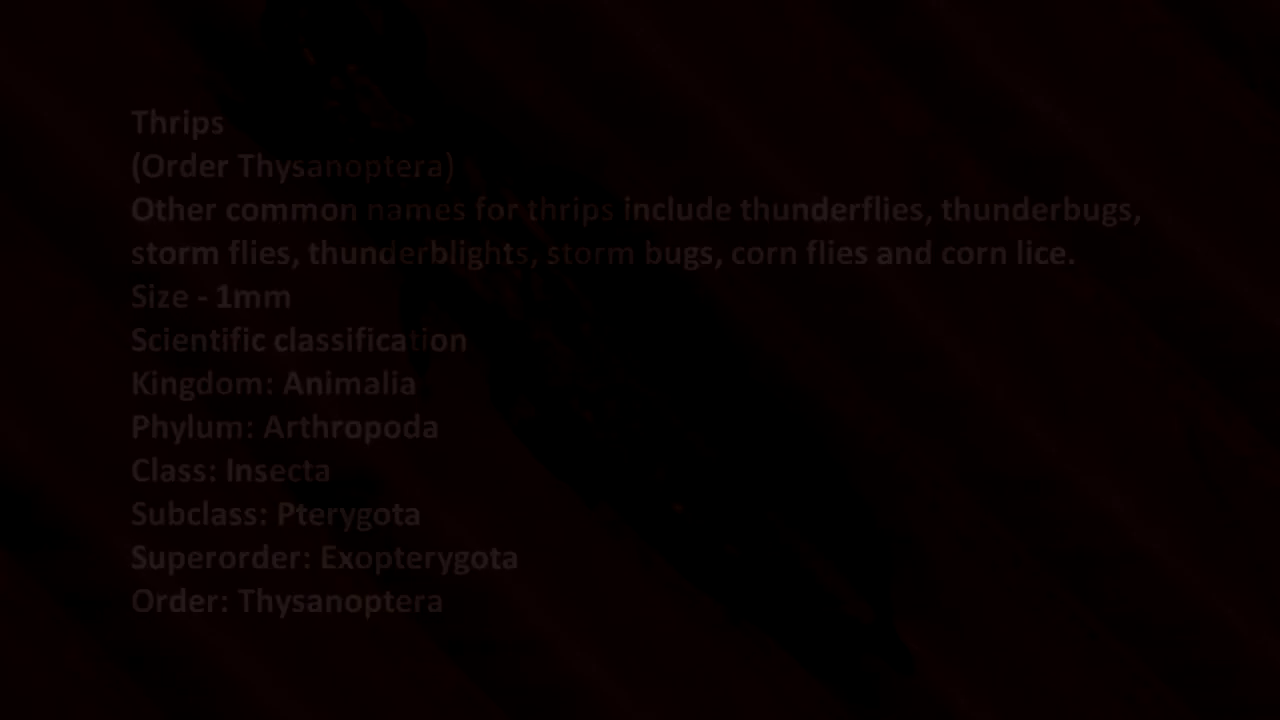 Thrips
(Order Thysanoptera)
Other common names for thrips include thunderflies, thunderbugs,
storm flies, thunderblights, storm bugs, corn flies and corn lice.
Size - 1mm
Scientific classification
Kingdom: Animalia
Phylum: Arthropoda
Class: Insecta
Subclass: Pterygota
Superorder: Exopterygota
Order: Thysanoptera